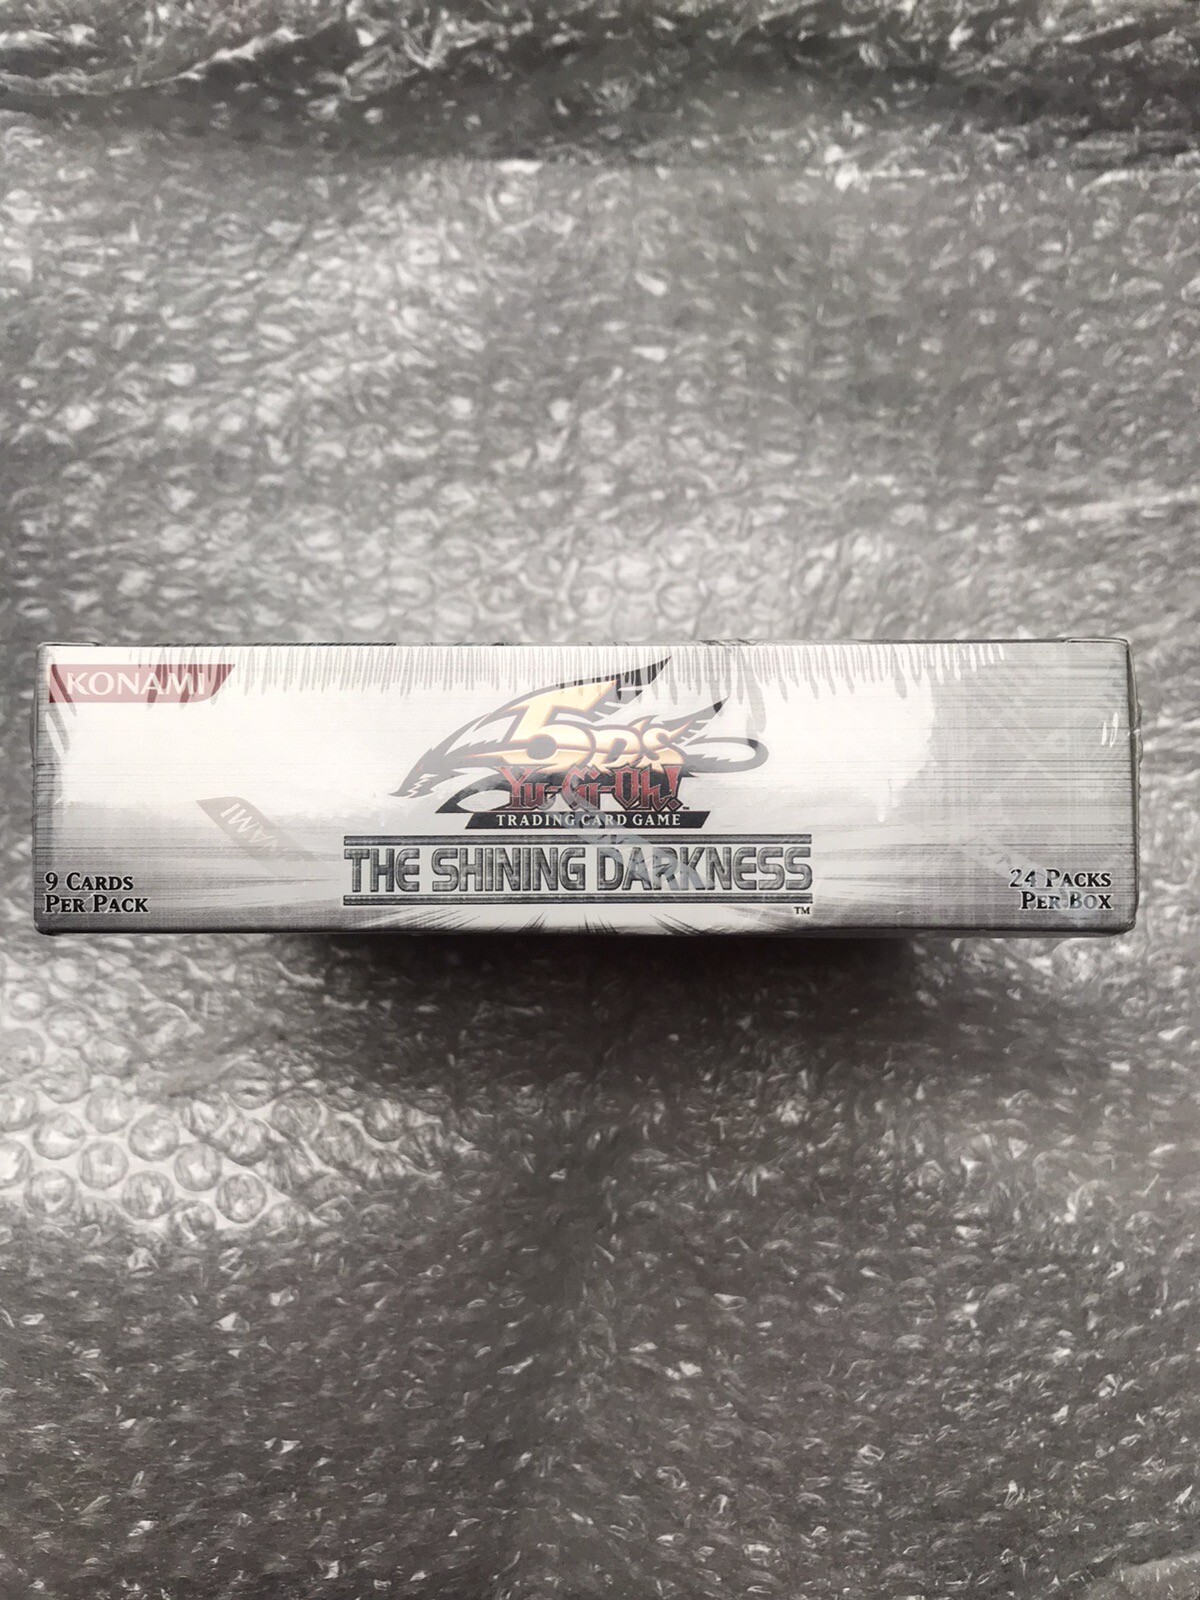 KONAMI
5D's
Yu-Gi-Oh!
TRADING CARD GAME
THE SHINING DARKNESS
TM
9 CARDS
PER PACK
24 PACKS
PER BOX